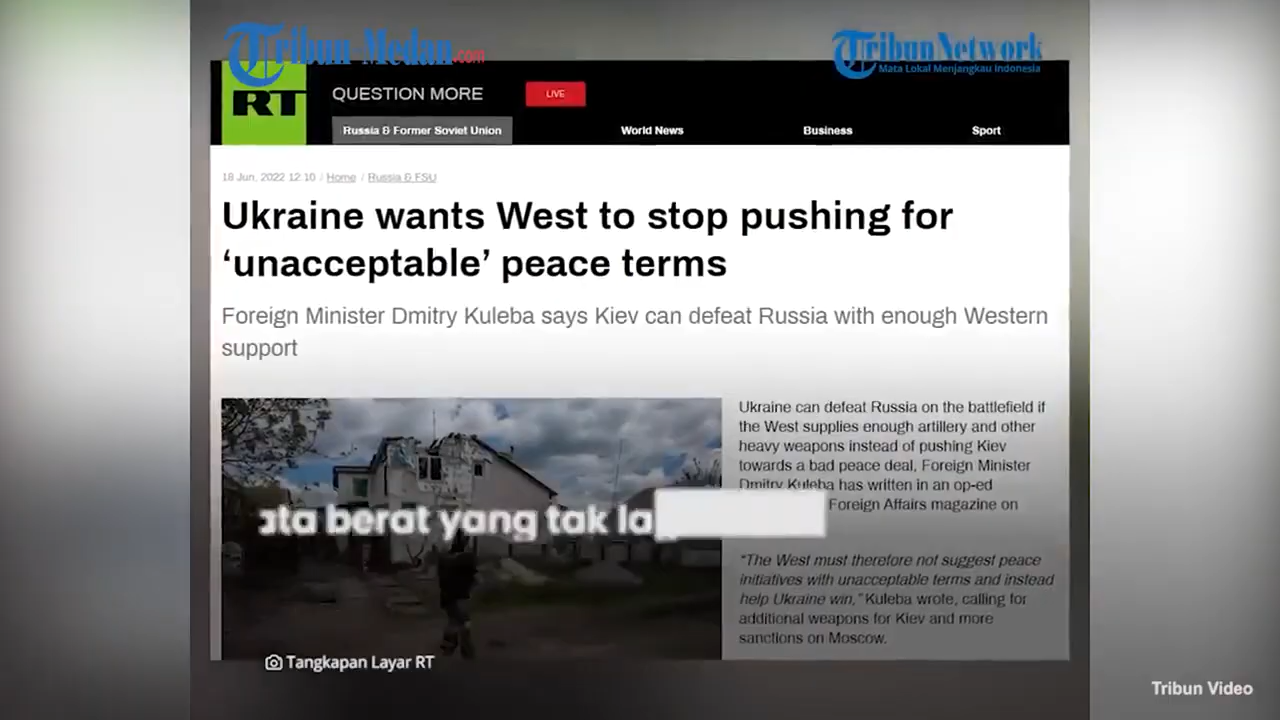 Tribun-Medan.com
TribunNetwork
Mata Lokal Menjangkau Indonesia
RT
QUESTION MORE
LIVE
Russia & Former Soviet Union
World News
Business
Sport
18 Jun, 2022 12:10 / Home / Russia & FSU
Ukraine wants West to stop pushing for
‘unacceptable’ peace terms
Foreign Minister Dmitry Kuleba says Kiev can defeat Russia with enough Western
support
Ukraine can defeat Russia on the battlefield if
the West supplies enough artillery and other
heavy weapons instead of pushing Kiev
towards a bad peace deal, Foreign Minister
Dmitry Kuleba has written in an op-ed
Foreign Affairs magazine on
berat yang tak
“The West must therefore not suggest peace
initiatives with unacceptable terms and instead
help Ukraine win,” Kuleba wrote, calling for
additional weapons for Kiev and more
sanctions on Moscow.
Tangkapan Layar RT
Tribun Video